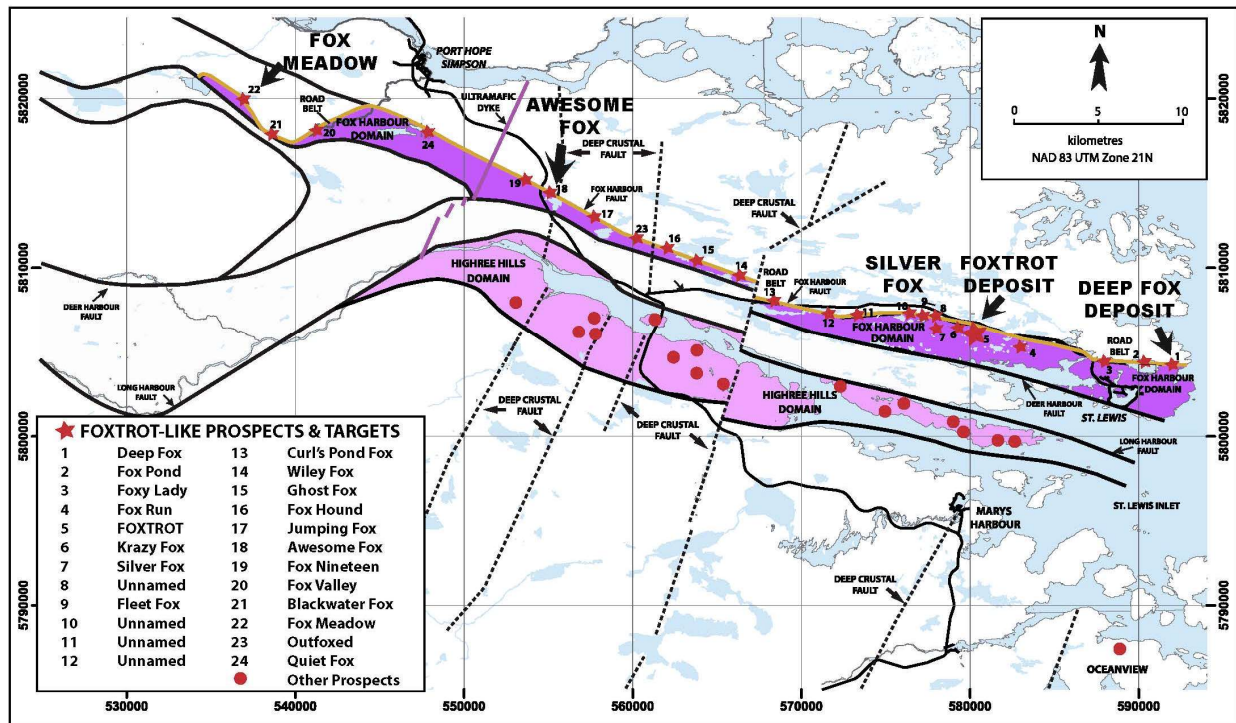 FOX
MEADOW
PORT HOPE
SIMPSON
N
0 5 10
kilometres
NAD 83 UTM Zone 21N
5820000
5820000
22
ROAD
BELT
ULTRAMAFIC
DYKE
AWESOME
FOX
21
20
FOX HARBOUR
DOMAIN
24
DEEP CRUSTAL
FAULT
19
18
FOX HARBOUR
FAULT
17
DEEP CRUSTAL
FAULT
23
16
15
14
HIGHREE HILLS
DOMAIN
5810000
5810000
DEER HARBOUR
FAULT
ROAD
BELT
13
FOX HARBOUR
FAULT
SILVER
FOX
FOXTROT
DEPOSIT
DEEP FOX
DEPOSIT
12
11
10
9
8
FOX HARBOUR
DOMAIN
7
6
5
4
ROAD
BELT
3
2
1
FOX HARBOUR
DOMAIN
LONG HARBOUR
FAULT
DEEP CRUSTAL
FAULT
DEEP CRUSTAL
FAULT
HIGHREE HILLS
DOMAIN
DEER HARBOUR
FAULT
ST. LEWIS
5800000
5800000
LONG HARBOUR
FAULT
ST. LEWIS INLET
MARYS
HARBOUR
DEEP CRUSTAL
FAULT
5790000
5790000
OCEANVIEW
FOXTROT-LIKE PROSPECTS & TARGETS
1 Deep Fox 13 Curl's Pond Fox
2 Fox Pond 14 Wiley Fox
3 Foxy Lady 15 Ghost Fox
4 Fox Run 16 Fox Hound
5 FOXTROT 17 Jumping Fox
6 Krazy Fox 18 Awesome Fox
7 Silver Fox 19 Fox Nineteen
8 Unnamed 20 Fox Valley
9 Fleet Fox 21 Blackwater Fox
10 Unnamed 22 Fox Meadow
11 Unnamed 23 Outfoxed
12 Unnamed 24 Quiet Fox
Other Prospects
530000 540000 550000 560000 570000 580000 590000